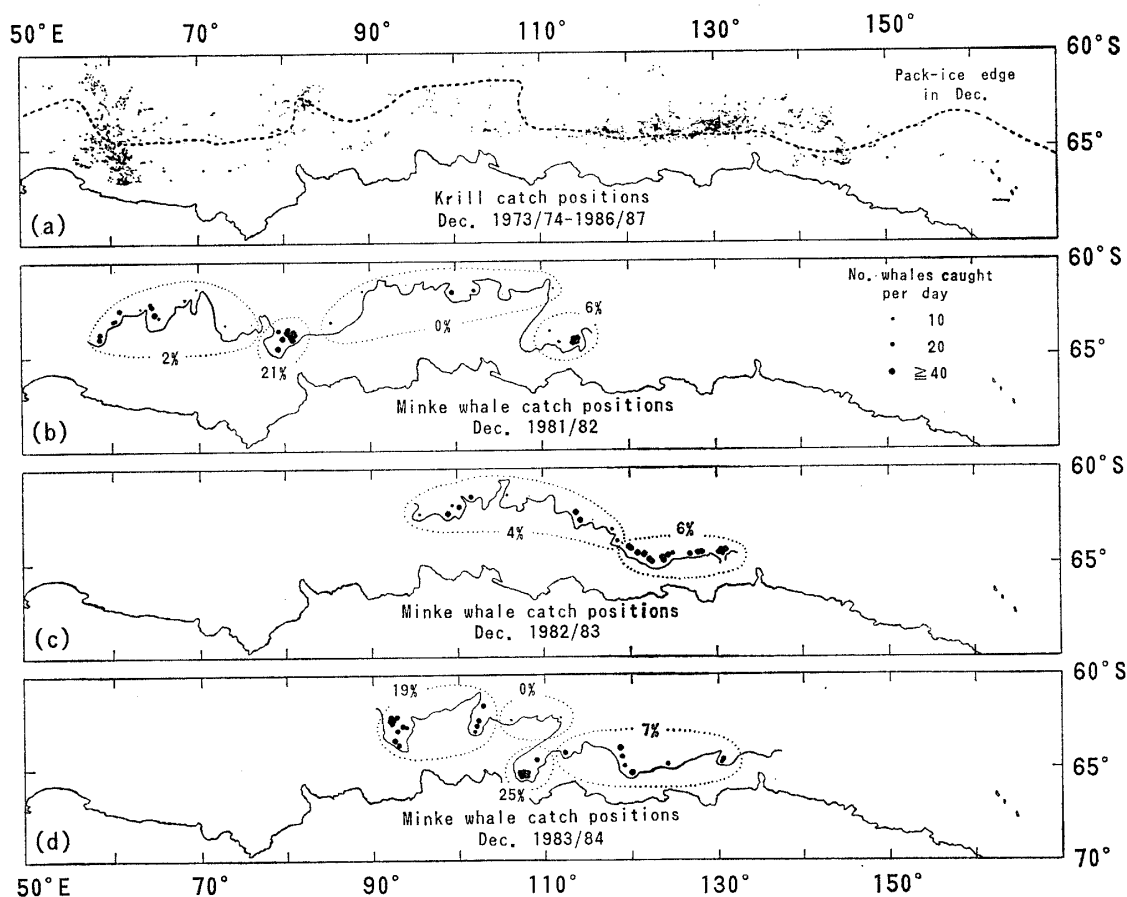 50°E 70° 90° 110° 130° 150°
60°S
Pack-ice edge
in Dec.
65°
Krill catch positions
Dec. 1973/74-1986/87
(a)
60°S
No. whales caught
per day
10
20
≧40
6%
0%
2%
21%
65°
Minke whale catch positions
Dec. 1981/82
(b)
60°S
4%
6%
65°
Minke whale catch positions
Dec. 1982/83
(c)
60°S
19%
0%
7%
65°
25%
Minke whale catch positions
Dec. 1983/84
(d)
70°
50°E 70° 90° 110° 130° 150°